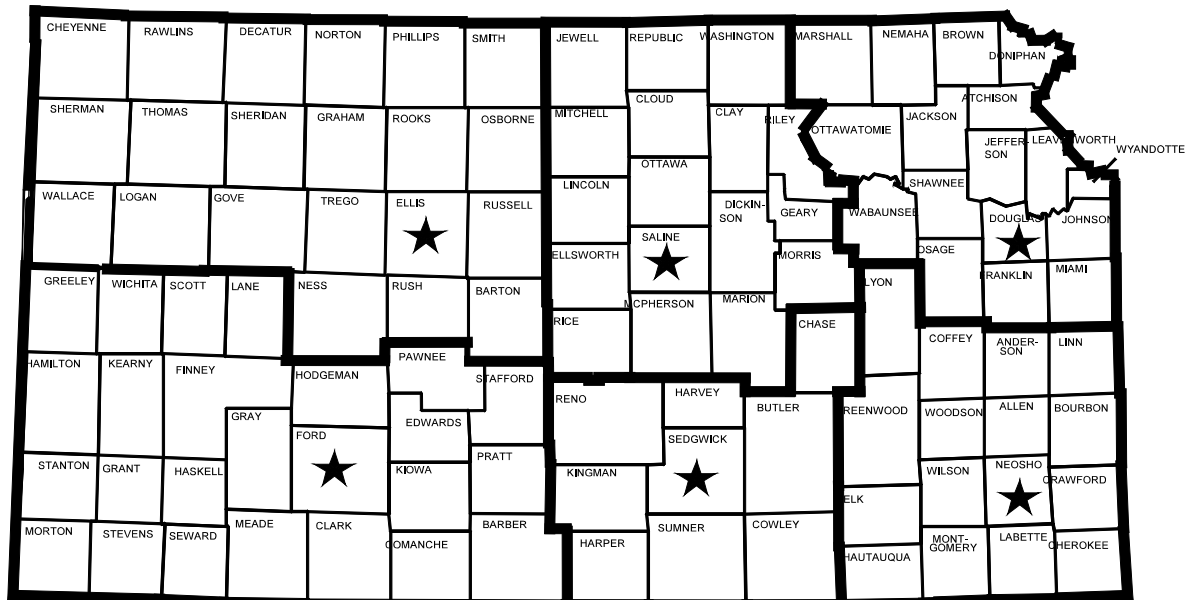 CHEYENNE
RAWLINS
DECATUR
NORTON
PHILLIPS
SMITH
JEWELL
REPUBLIC
WASHINGTON
MARSHALL
NEMAHA
BROWN
DONIPHAN
SHERMAN
THOMAS
SHERIDAN
GRAHAM
ROOKS
OSBORNE
MITCHELL
CLOUD
CLAY
RILEY
OTTAWATOMIE
JACKSON
ATCHISON
JEFFER-
SON
LEAVENWORTH
WYANDOTTE
WALLACE
LOGAN
GOVE
TREGO
ELLIS
RUSSELL
LINCOLN
OTTAWA
SALINE
DICKIN-
SON
GEARY
WABAUNSEE
SHAWNEE
DOUGLAS
JOHNSON
ELLSWORTH
MORRIS
OSAGE
FRANKLIN
MIAMI
GREELEY
WICHITA
SCOTT
LANE
NESS
RUSH
BARTON
RICE
MCPHERSON
MARION
CHASE
LYON
COFFEY
ANDER-
SON
LINN
HAMILTON
KEARNY
FINNEY
HODGEMAN
PAWNEE
STAFFORD
RENO
HARVEY
BUTLER
REENWOOD
WOODSON
ALLEN
BOURBON
GRAY
FORD
EDWARDS
SEDGWICK
STANTON
GRANT
HASKELL
KIOWA
PRATT
KINGMAN
ELK
WILSON
NEOSHO
CRAWFORD
MORTON
STEVENS
SEWARD
MEADE
CLARK
COMANCHE
BARBER
HARPER
SUMNER
COWLEY
HAUTAUQUA
MONT-
GOMERY
LABETTE
CHEROKEE